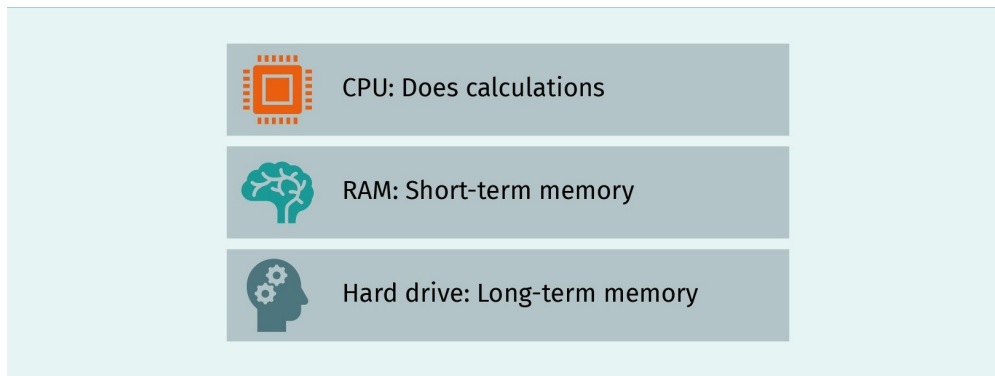 CPU: Does calculations
RAM: Short-term memory
Hard drive: Long-term memory